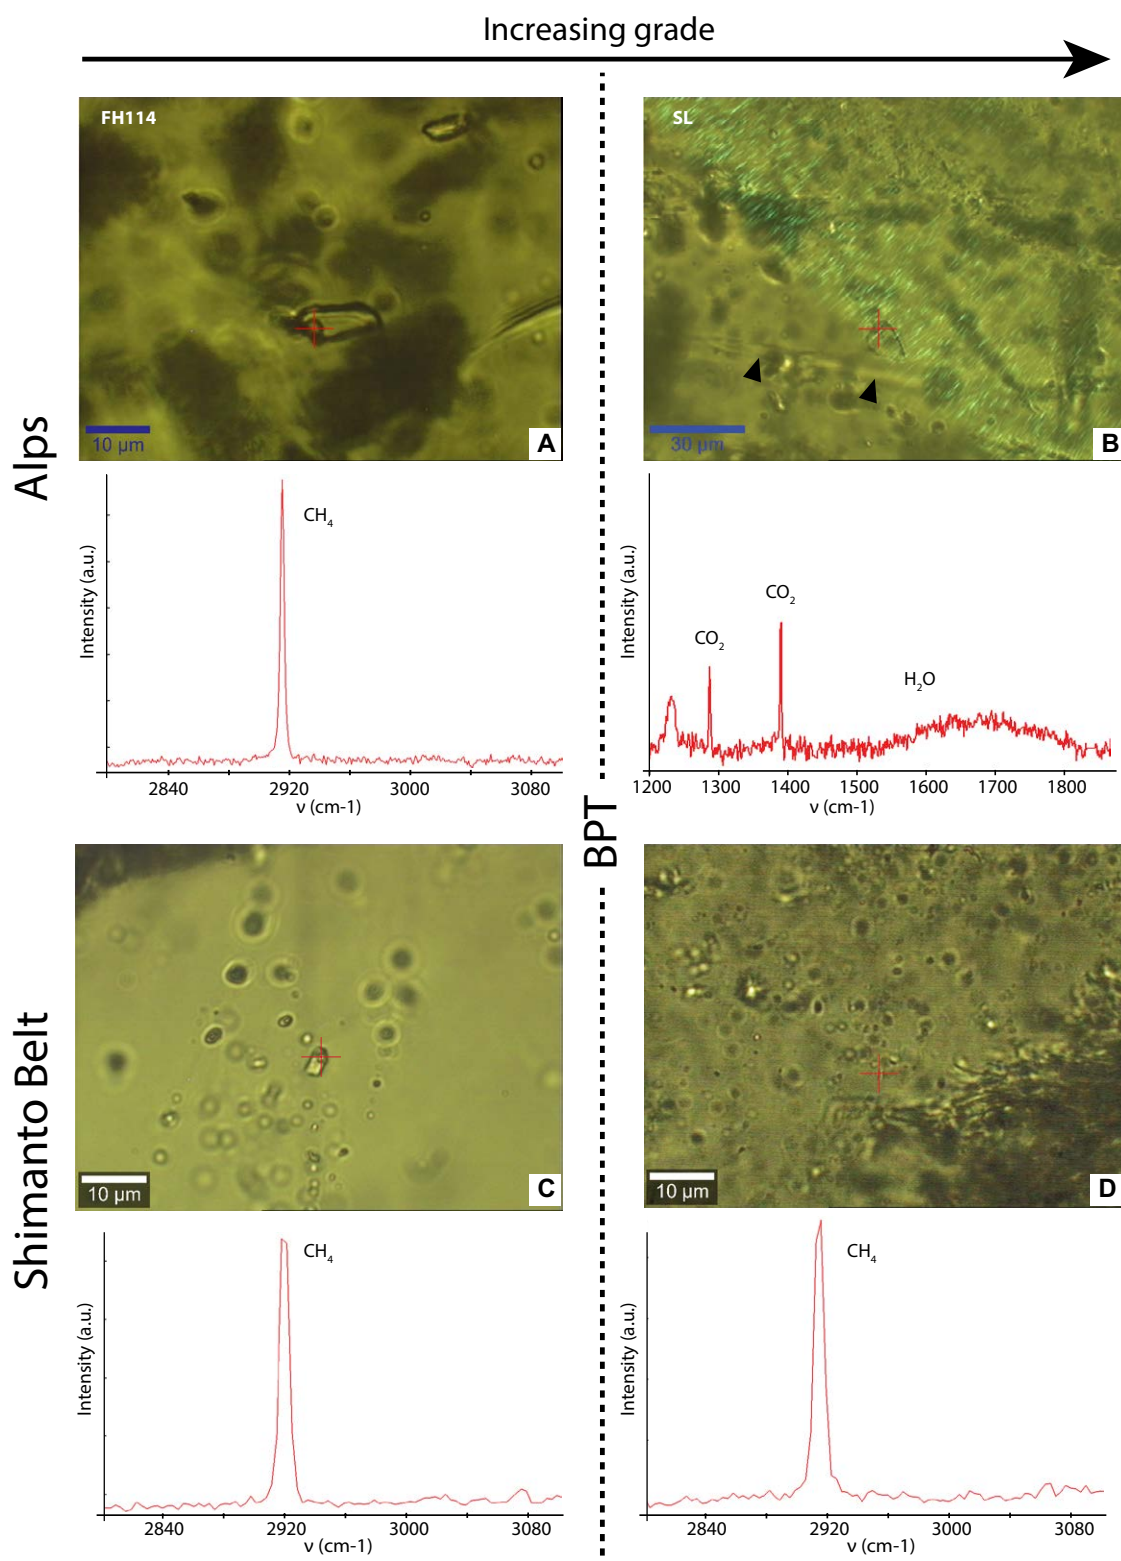 Increasing grade
Alps
FH114
10 µm
A
SL
30 µm
B
Intensity (a.u.)
CH4
2840 2920 3000 3080
ν (cm-1)
Intensity (a.u.)
CO2
CO2
H2O
1200 1300 1400 1500 1600 1700 1800
ν (cm-1)
BPT
Shimanto Belt
10 µm
C
10 µm
D
Intensity (a.u.)
CH4
2840 2920 3000 3080
ν (cm-1)
Intensity (a.u.)
CH4
2840 2920 3000 3080
ν (cm-1)